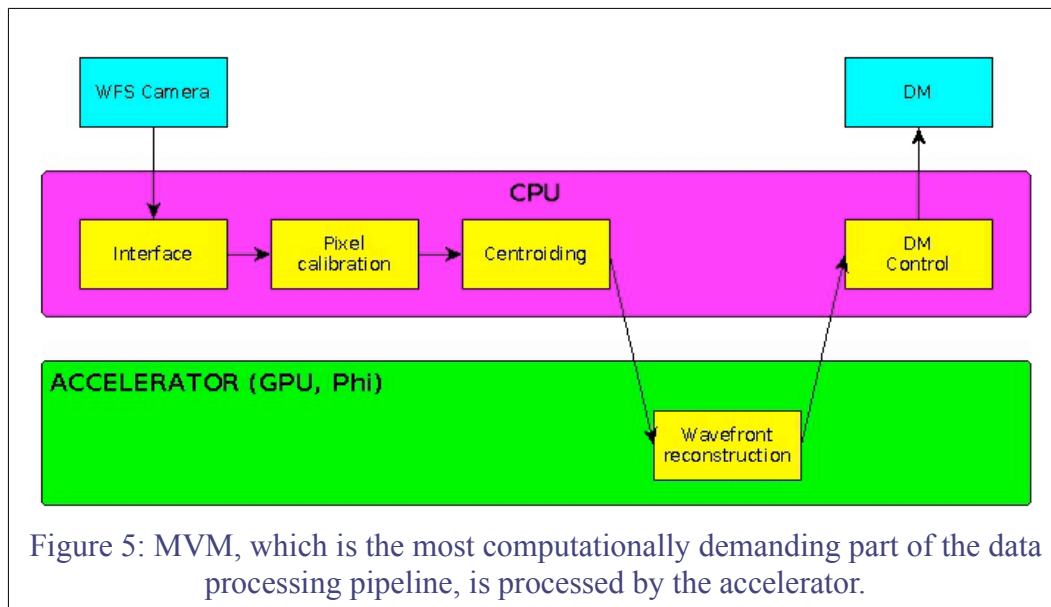 WFS Camera
DM
CPU
Interface
Pixel
calibration
Centroiding
DM
Control
ACCELERATOR (GPU, Phi)
Wavefront
reconstruction
Figure 5: MVM, which is the most computationally demanding part of the data
processing pipeline, is processed by the accelerator.